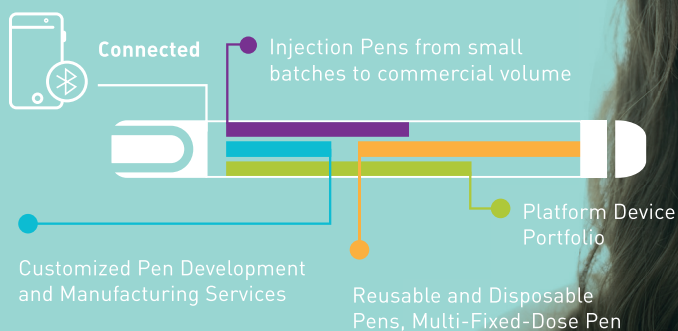 Connected
Injection Pens from small
batches to commercial volume
Platform Device
Portfolio
Customized Pen Development
and Manufacturing Services
Reusable and Disposable
Pens, Multi-Fixed-Dose Pen